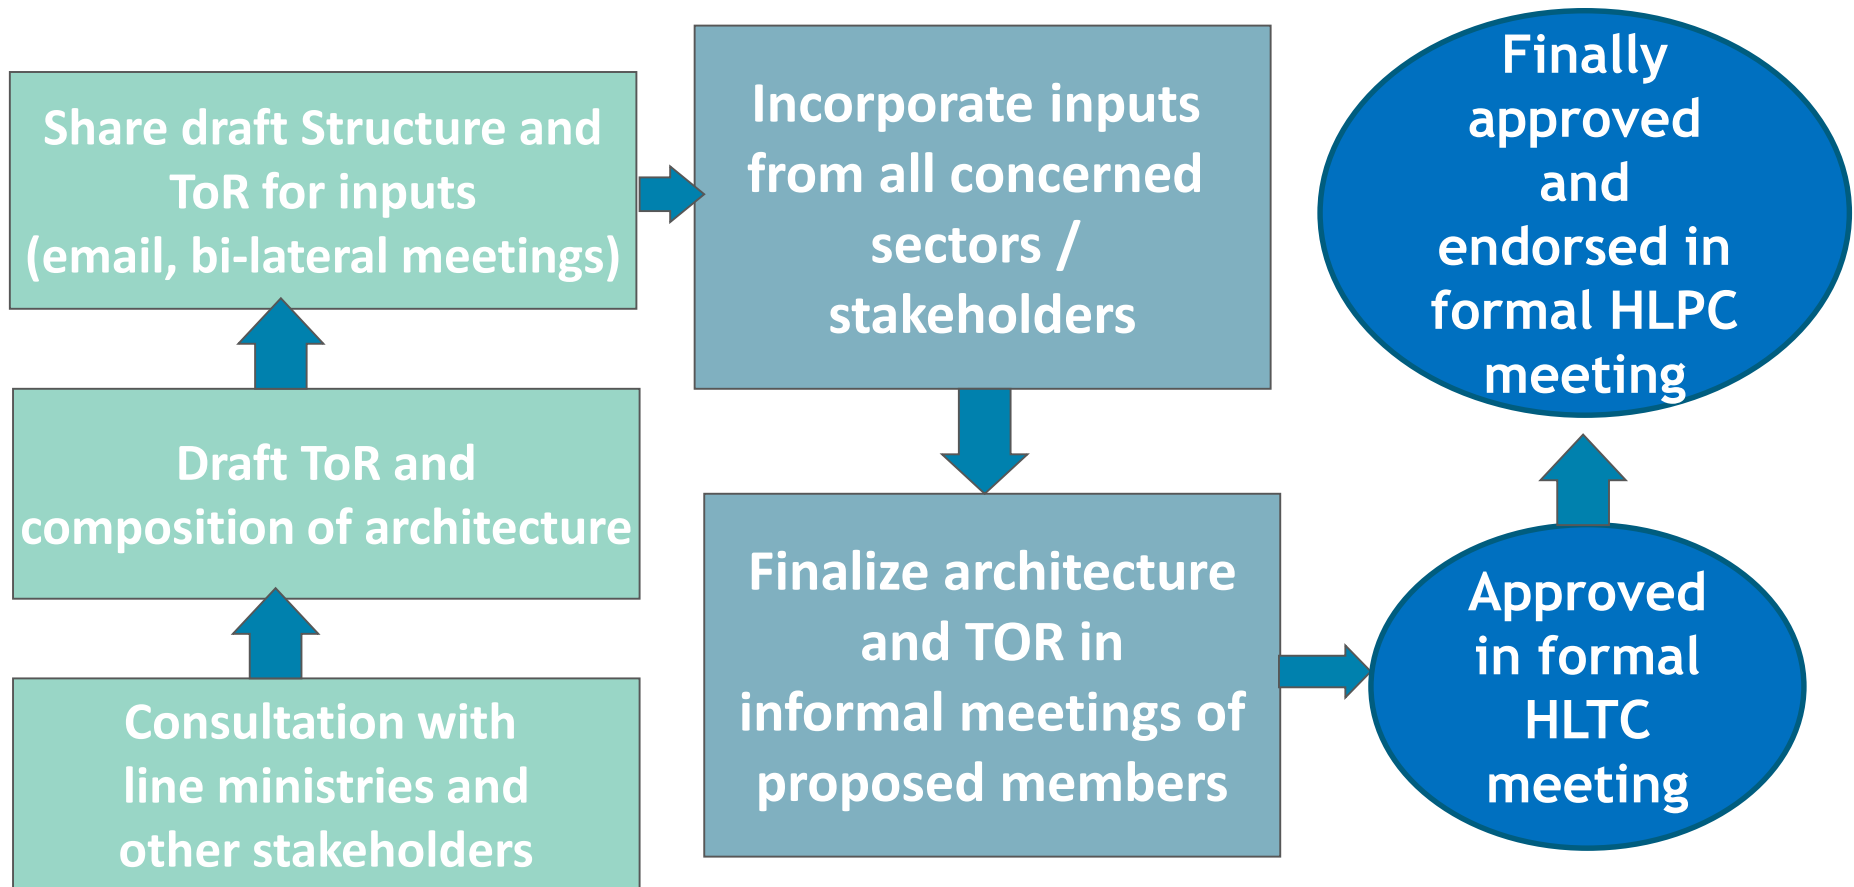 Share draft Structure and
ToR for inputs
(email, bi-lateral meetings)
Draft ToR and
composition of architecture
Consultation with
line ministries and
other stakeholders
Incorporate inputs
from all concerned
sectors /
stakeholders
Finalize architecture
and TOR in
informal meetings of
proposed members
Finally
approved
and
endorsed in
formal HLPC
meeting
Approved
in formal
HLTC
meeting